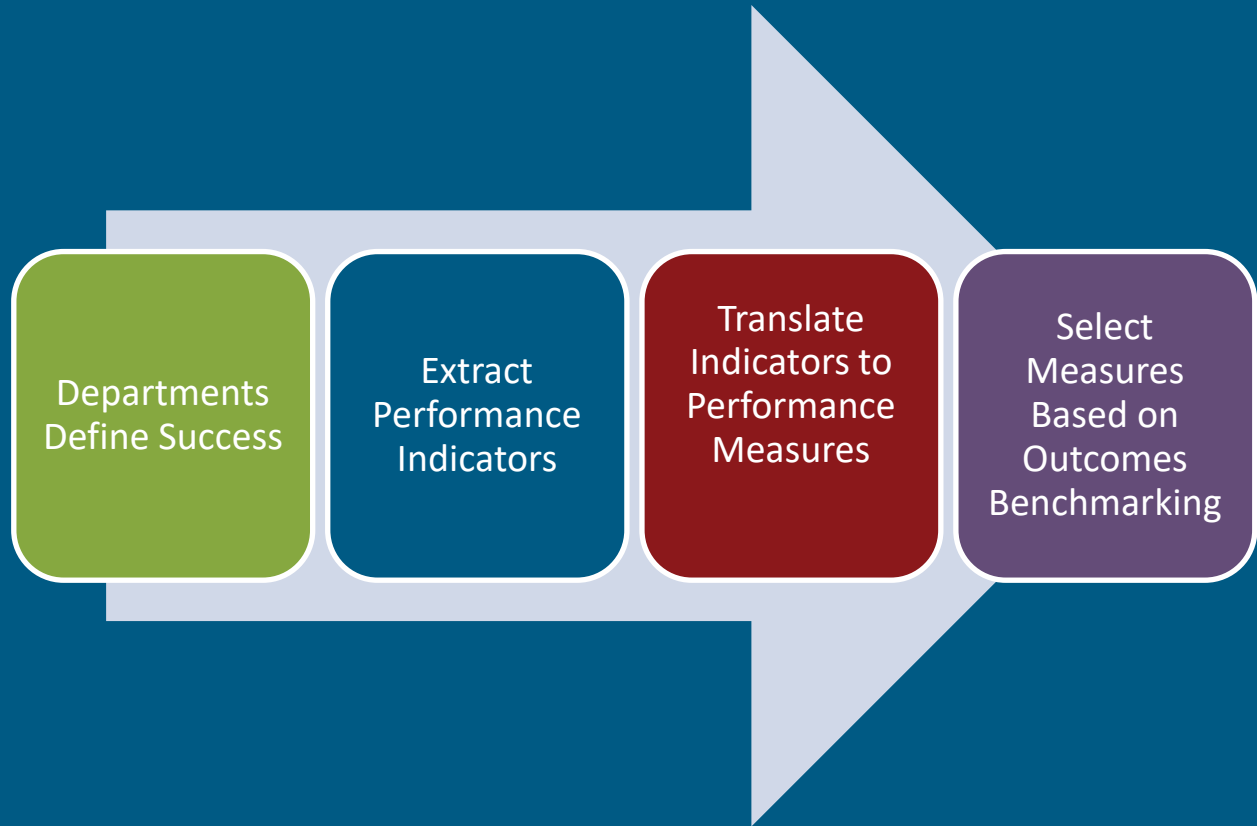 Departments
Define Success
Extract
Performance
Indicators
Translate
Indicators to
Performance
Measures
Select
Measures
Based on
Outcomes
Benchmarking